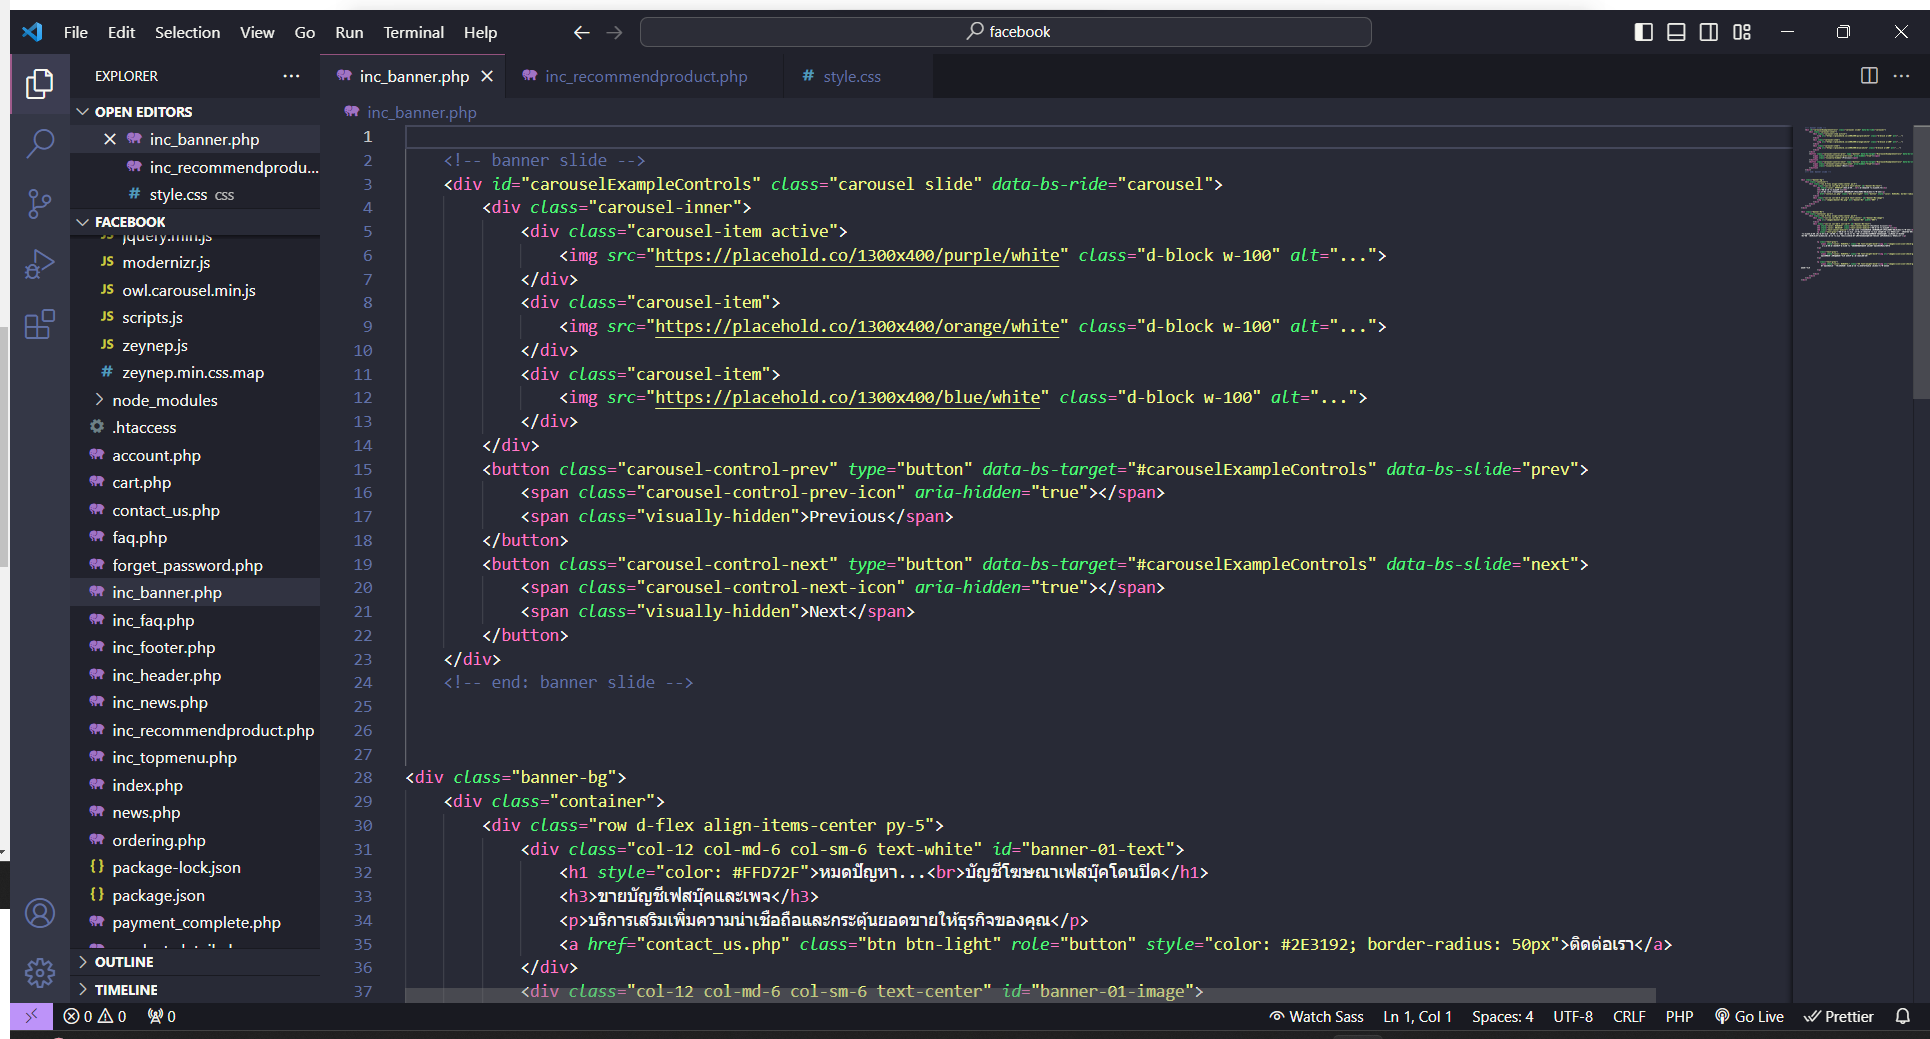 File Edit Selection View Go Run Terminal Help
facebook
EXPLORER
OPEN EDITORS
inc_banner.php
inc_recommendprodu...
style.css css
FACEBOOK
jquery.min.js
modernizr.js
owl.carousel.min.js
scripts.js
zeynep.js
zeynep.min.css.map
node_modules
.htaccess
account.php
cart.php
contact_us.php
faq.php
forget_password.php
inc_banner.php
inc_faq.php
inc_footer.php
inc_header.php
inc_news.php
inc_recommendproduct.php
inc_topmenu.php
index.php
news.php
ordering.php
package-lock.json
package.json
payment_complete.php
OUTLINE
TIMELINE
inc_banner.php inc_recommendproduct.php style.css
inc_banner.php
1
2 <!-- banner slide -->
3 <div id="carouselExampleControls" class="carousel slide" data-bs-ride="carousel">
4 <div class="carousel-inner">
5 <div class="carousel-item active">
6 <img src="https://placehold.co/1300x400/purple/white" class="d-block w-100" alt="...">
7 </div>
8 <div class="carousel-item">
9 <img src="https://placehold.co/1300x400/orange/white" class="d-block w-100" alt="...">
10 </div>
11 <div class="carousel-item">
12 <img src="https://placehold.co/1300x400/blue/white" class="d-block w-100" alt="...">
13 </div>
14 </div>
15 <button class="carousel-control-prev" type="button" data-bs-target="#carouselExampleControls" data-bs-slide="prev">
16 <span class="carousel-control-prev-icon" aria-hidden="true"></span>
17 <span class="visually-hidden">Previous</span>
18 </button>
19 <button class="carousel-control-next" type="button" data-bs-target="#carouselExampleControls" data-bs-slide="next">
20 <span class="carousel-control-next-icon" aria-hidden="true"></span>
21 <span class="visually-hidden">Next</span>
22 </button>
23 </div>
24 <!-- end: banner slide -->
25
26
27
28 <div class="banner-bg">
29 <div class="container">
30 <div class="row d-flex align-items-center py-5">
31 <div class="col-12 col-md-6 col-sm-6 text-white" id="banner-01-text">
32 <h1 style="color: #FFD72F">หมดปัญหา...<br>บัญชีโฆษณาเฟสบุ๊คโดนปิด</h1>
33 <h3>ขายบัญชีเฟสบุ๊คและเพจ</h3>
34 <p>บริการเสริมเพิ่มความน่าเชื่อถือและกระตุ้นยอดขายให้ธุรกิจของคุณ</p>
35 <a href="contact_us.php" class="btn btn-light" role="button" style="color: #2E3192; border-radius: 50px">ติดต่อเรา</a>
36 </div>
37 <div class="col-12 col-md-6 col-sm-6 text-center" id="banner-01-image">
0 0 0 Watch Sass Ln 1, Col 1 Spaces: 4 UTF-8 CRLF PHP Go Live Prettier